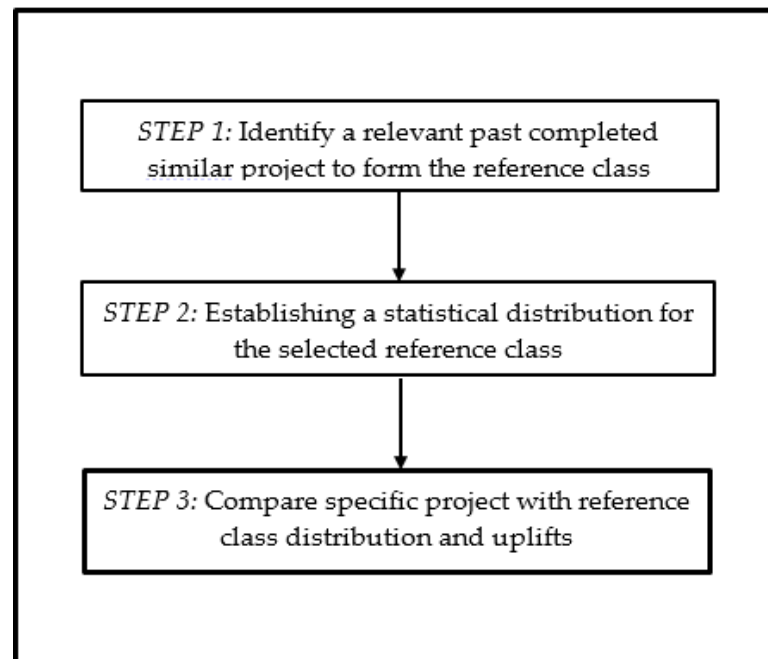 STEP 1: Identify a relevant past completed
similar project to form the reference class
STEP 2: Establishing a statistical distribution for
the selected reference class
STEP 3: Compare specific project with reference
class distribution and uplifts